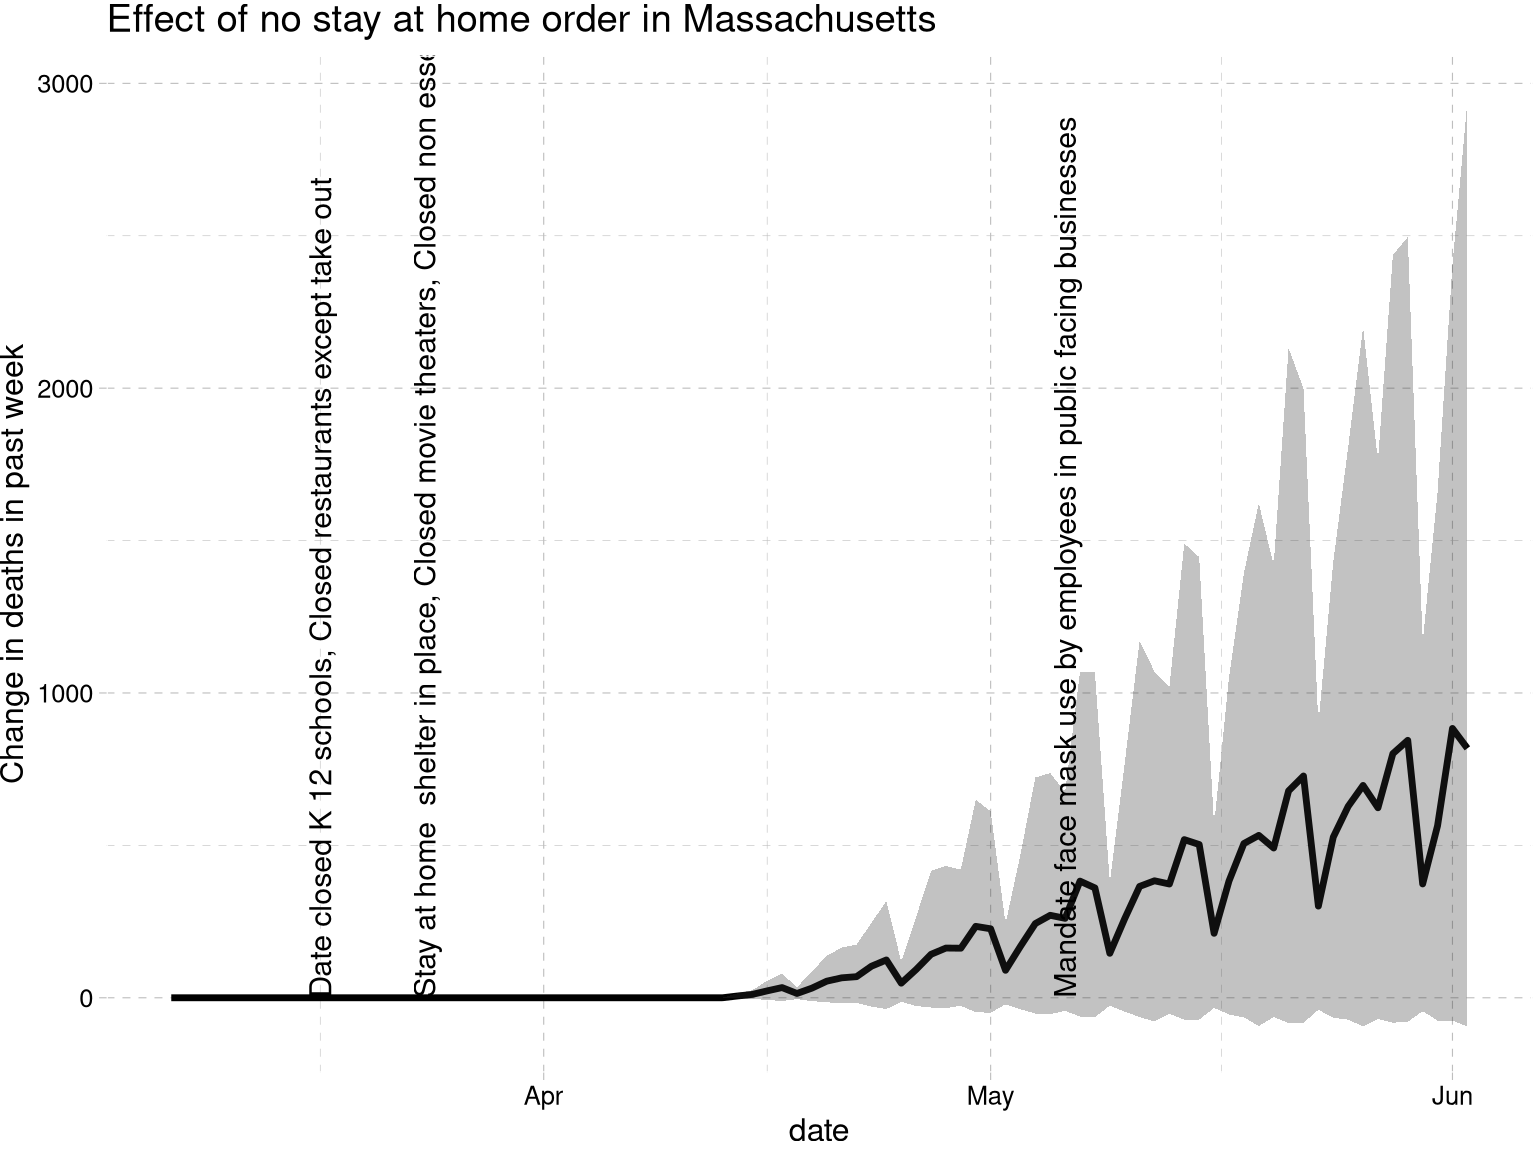 Effect of no stay at home order in Massachusetts
Change in deaths in past week
3000
2000
1000
0
Date closed K 12 schools, Closed restaurants except take out
Stay at home  shelter in place, Closed movie theaters, Closed non esse
Mandate face mask use by employees in public facing businesses
Apr
May
Jun
date